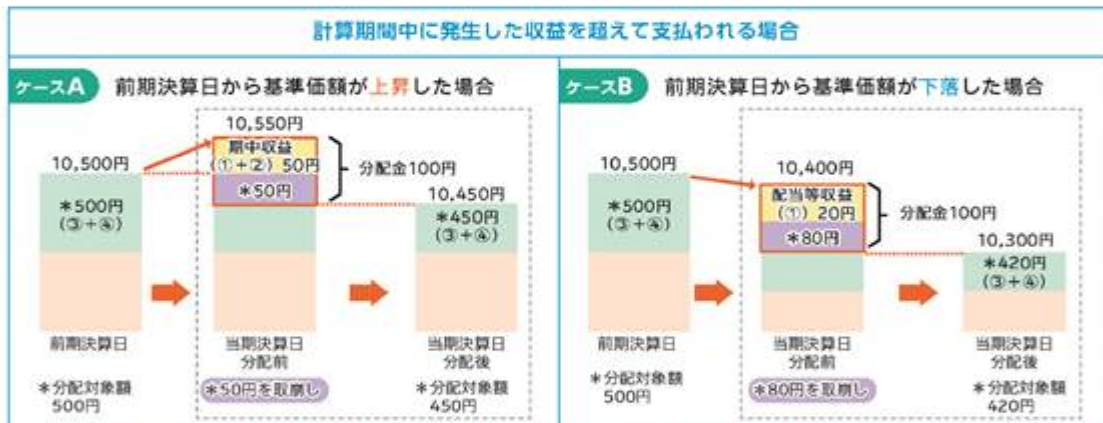 計算期間中に発生した収益を超えて支払われる場合
ケースA 前期決算日から基準価額が上昇した場合
10,550円
期中収益
(①+②) 50円
*50円
分配金100円
10,500円
*500円
(③+④)
10,450円
*450円
(③+④)
前期決算日
当期決算日
分配前
当期決算日
分配後
*分配対象額
500円
*50円を取崩し
*分配対象額
450円
ケースB 前期決算日から基準価額が下落した場合
10,500円
*500円
(③+④)
10,400円
配当等収益
(①) 20円
*80円
分配金100円
10,300円
*420円
(③+④)
前期決算日
当期決算日
分配前
当期決算日
分配後
*分配対象額
500円
*80円を取崩し
*分配対象額
420円